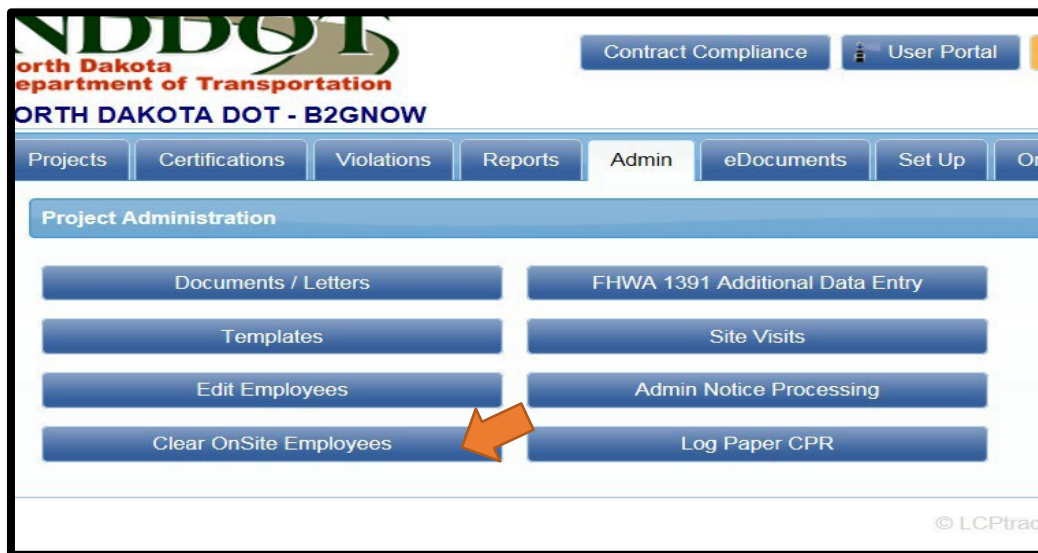 NDDOT
orth Dakota
epartment of Transportation
ORTH DAKOTA DOT - B2GNOW
Contract Compliance
User Portal
Projects
Certifications
Violations
Reports
Admin
eDocuments
Set Up
Project Administration
Documents / Letters
FHWA 1391 Additional Data Entry
Templates
Site Visits
Edit Employees
Admin Notice Processing
Clear OnSite Employees
Log Paper CPR
© LCPtrac